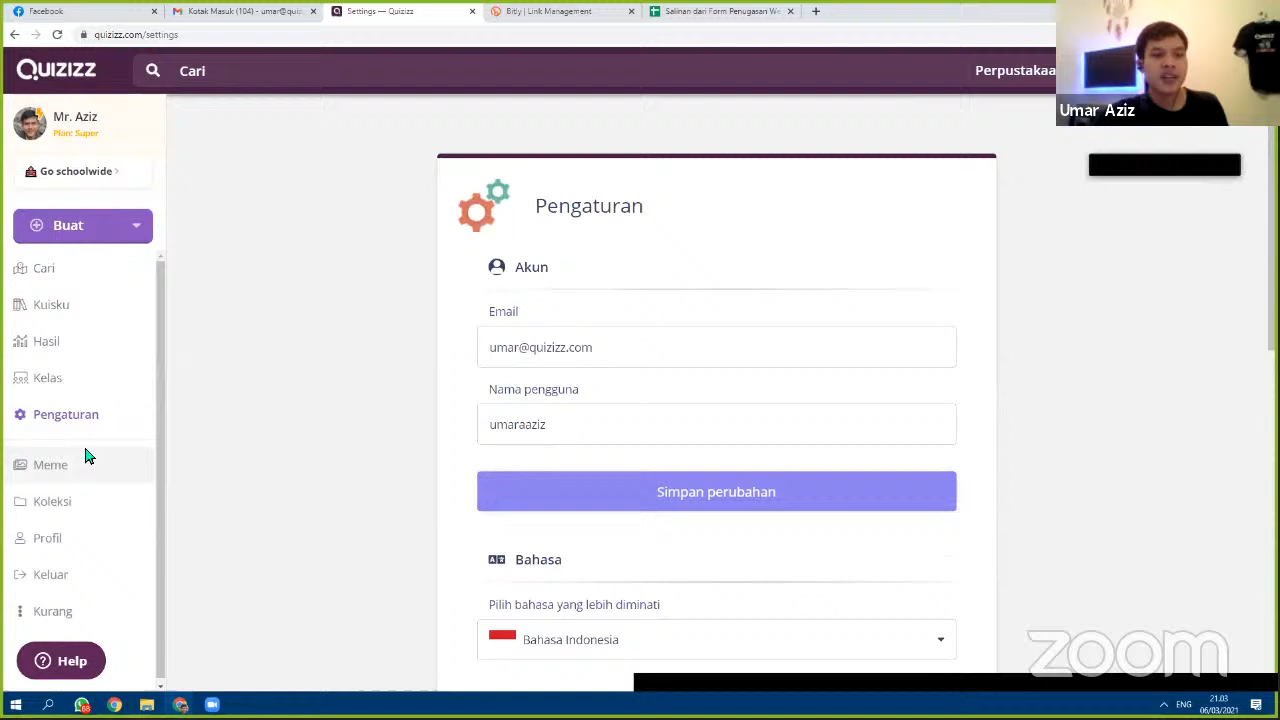 Facebook
Kotak Masuk (104) - umar@quiz
Settings — Quizizz
Bitly | Link Management
Salinan dari Form Penugasan We
quizizz.com/settings
QUIZIZZ
Cari
Perpustakaa
Umar Aziz
Mr. Aziz
Plane Super
Go schoolwide
Buat
Cari
Kuisku
Hasil
Kelas
Pengaturan
Meme
Koleksi
Profil
Keluar
Kurang
Help
Pengaturan
Akun
Email
umar@quizizz.com
Nama pengguna
umaraaziz
Simpan perubahan
Bahasa
Pilih bahasa yang lebih diminati
Bahasa Indonesia
zoom
ENG
21.03
06/03/2021